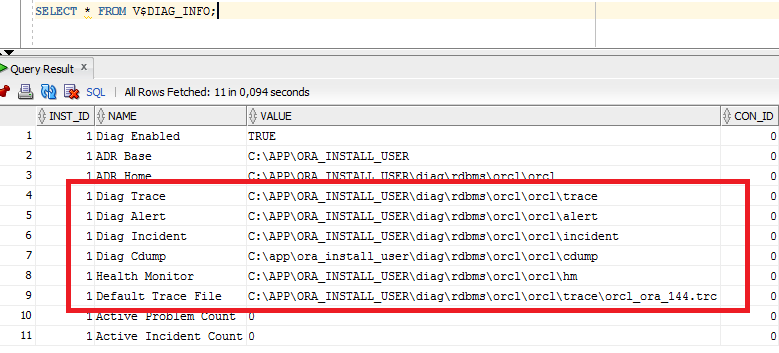 SELECT * FROM V$DIAG_INFO;
Query Result x
SQL | All Rows Fetched: 11 in 0,094 seconds
INST_ID NAME VALUE CON_ID
1 1 Diag Enabled TRUE 0
2 1 ADR Base C:\APP\ORA_INSTALL_USER 0
3 1 ADR Home C:\APP\ORA_INSTALL_USER\diag\rdbms\orcl\orcl 0
4 1 Diag Trace C:\APP\ORA_INSTALL_USER\diag\rdbms\orcl\orcl\trace 0
5 1 Diag Alert C:\APP\ORA_INSTALL_USER\diag\rdbms\orcl\orcl\alert 0
6 1 Diag Incident C:\APP\ORA_INSTALL_USER\diag\rdbms\orcl\orcl\incident 0
7 1 Diag Cdump C:\app\ora_install_user\diag\rdbms\orcl\orcl\cdump 0
8 1 Health Monitor C:\APP\ORA_INSTALL_USER\diag\rdbms\orcl\orcl\hm 0
9 1 Default Trace File C:\APP\ORA_INSTALL_USER\diag\rdbms\orcl\orcl\trace\orcl_ora_144.trc 0
10 1 Active Problem Count 0 0
11 1 Active Incident Count 0 0